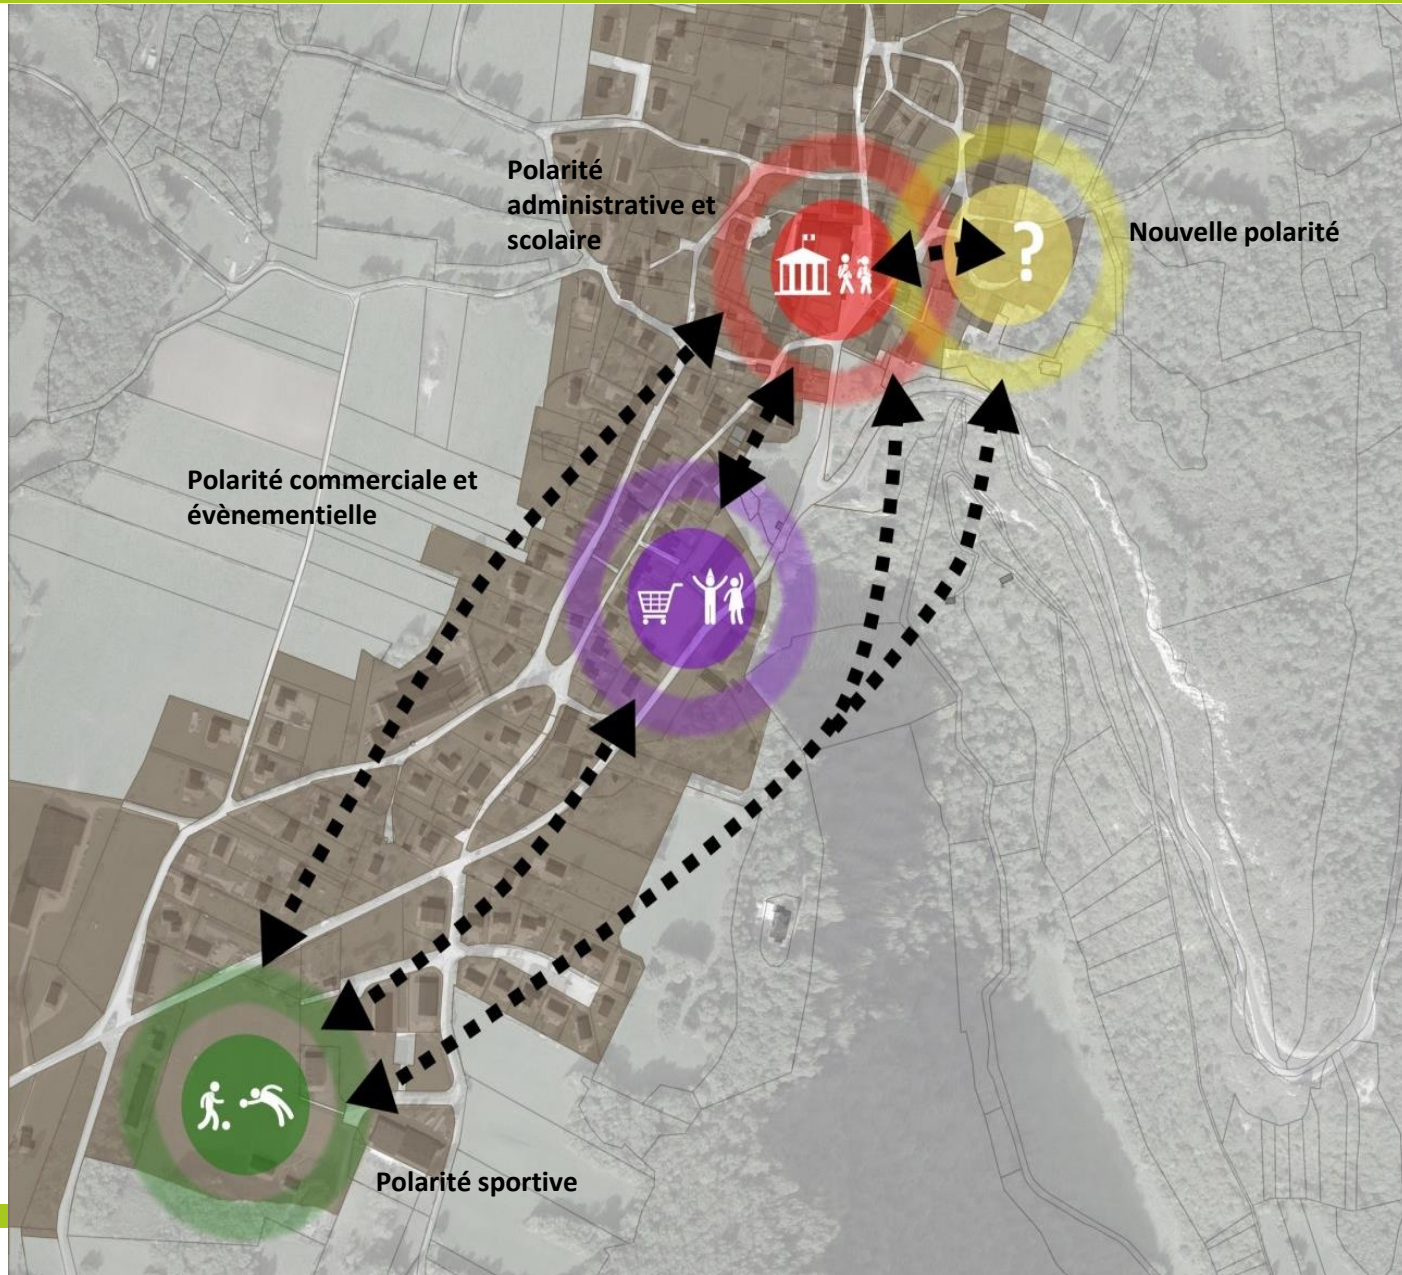 Polarité
administrative et
scolaire
Nouvelle polarité
?
Polarité commerciale et
évènementielle
Polarité sportive